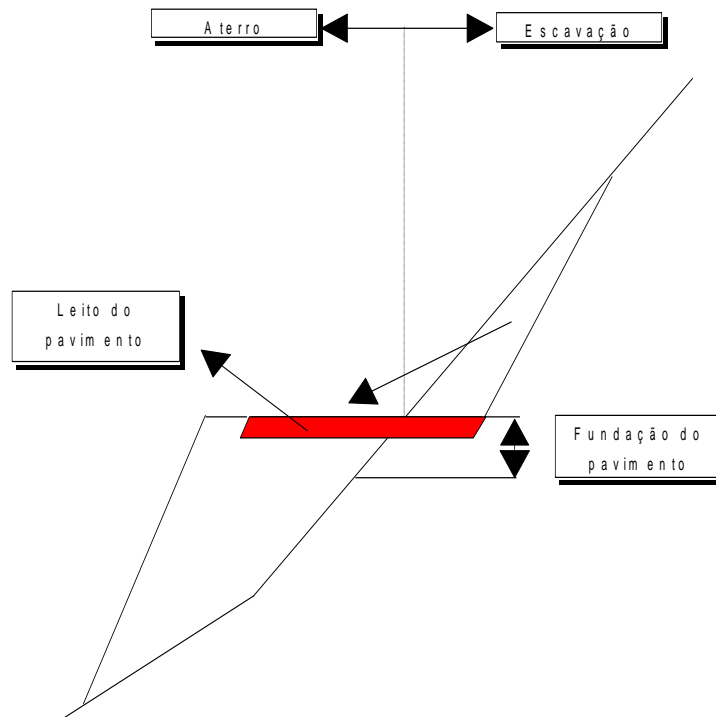 Aterro
Escavação
Leito do
pavimento
Fundação do
pavimento